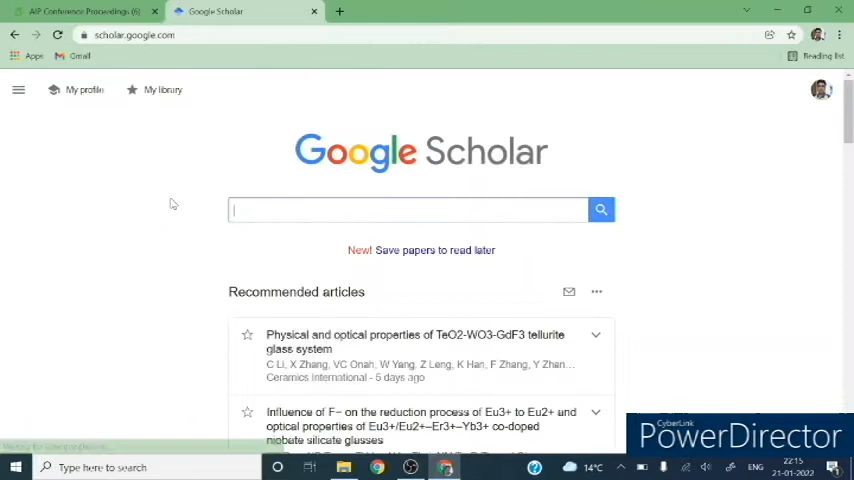 AIP Conference Proceedings (6)
Google Scholar
scholar.google.com
Apps
Gmail
Reading list
My profile
My library
Google Scholar
New! Save papers to read later
Recommended articles
Physical and optical properties of TeO2-WO3-GdF3 tellurite
glass system
C Li, X Zhang, VC Onah, W Yang, Z Leng, K Han, F Zhang, Y Zhen...
Ceramics International - 5 days ago
Influence of F− on the reduction process of Eu3+ to Eu2+ and
optical properties of Eu3+/Eu2+–Er3+–Yb3+ co-doped
niobate silicate glasses
CyberLink
PowerDirector
Type here to search
14°C
ENG
22:15
21-01-2022